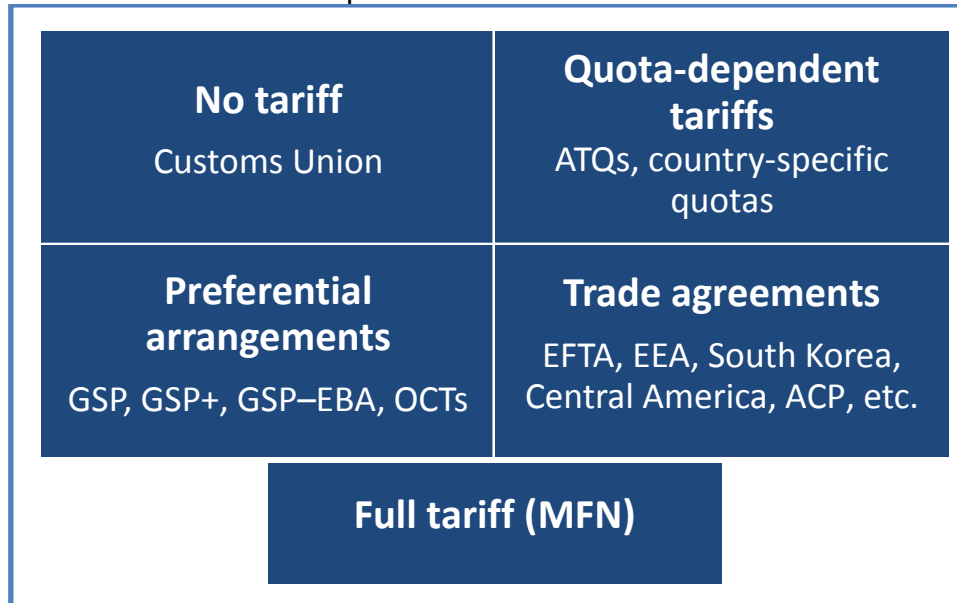 No tariff
Customs Union
Quota-dependent
tariffs
ATQs, country-specific
quotas
Preferential
arrangements
GSP, GSP+, GSP–EBA, OCTs
Trade agreements
EFTA, EEA, South Korea,
Central America, ACP, etc.
Full tariff (MFN)